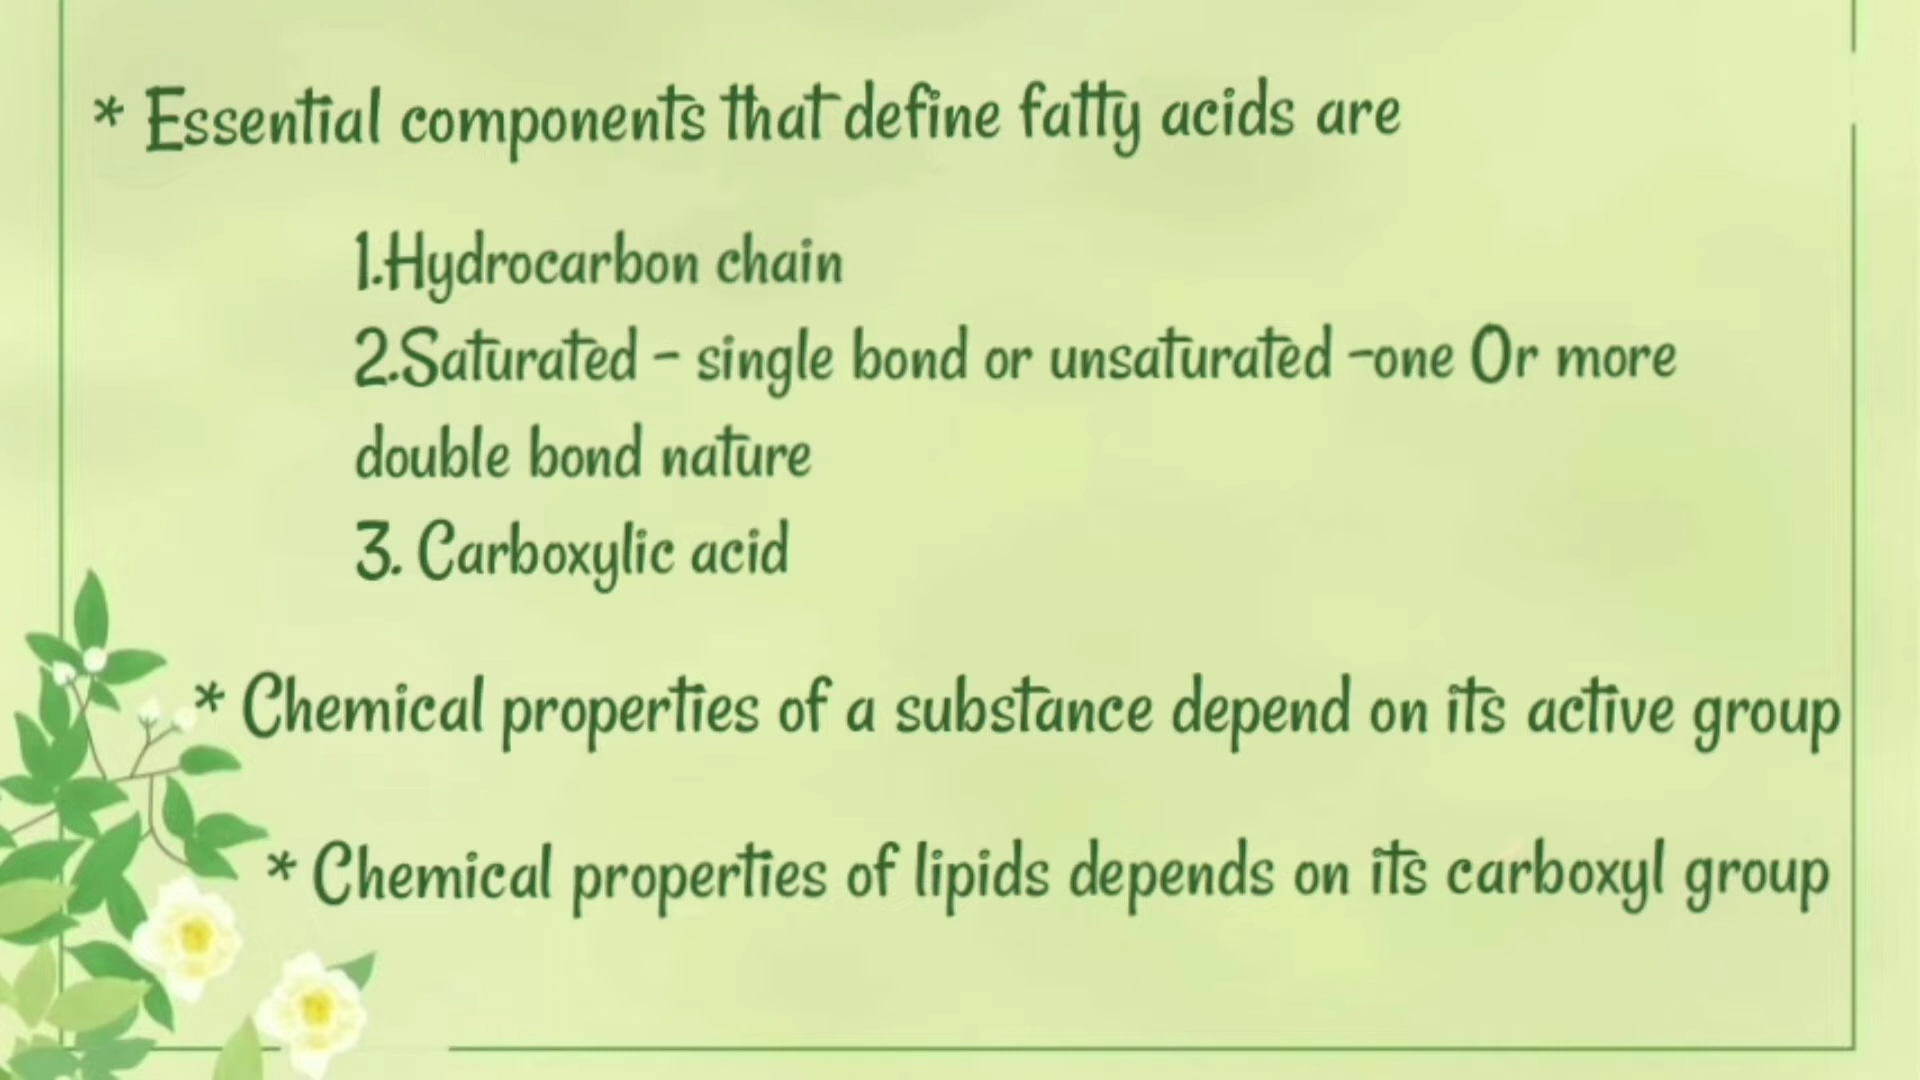 * Essential components that define fatty acids are
1.Hydrocarbon chain
2.Saturated - single bond or unsaturated -one Or more
double bond nature
3. Carboxylic acid
* Chemical properties of a substance depend on its active group
* Chemical properties of lipids depends on its carboxyl group